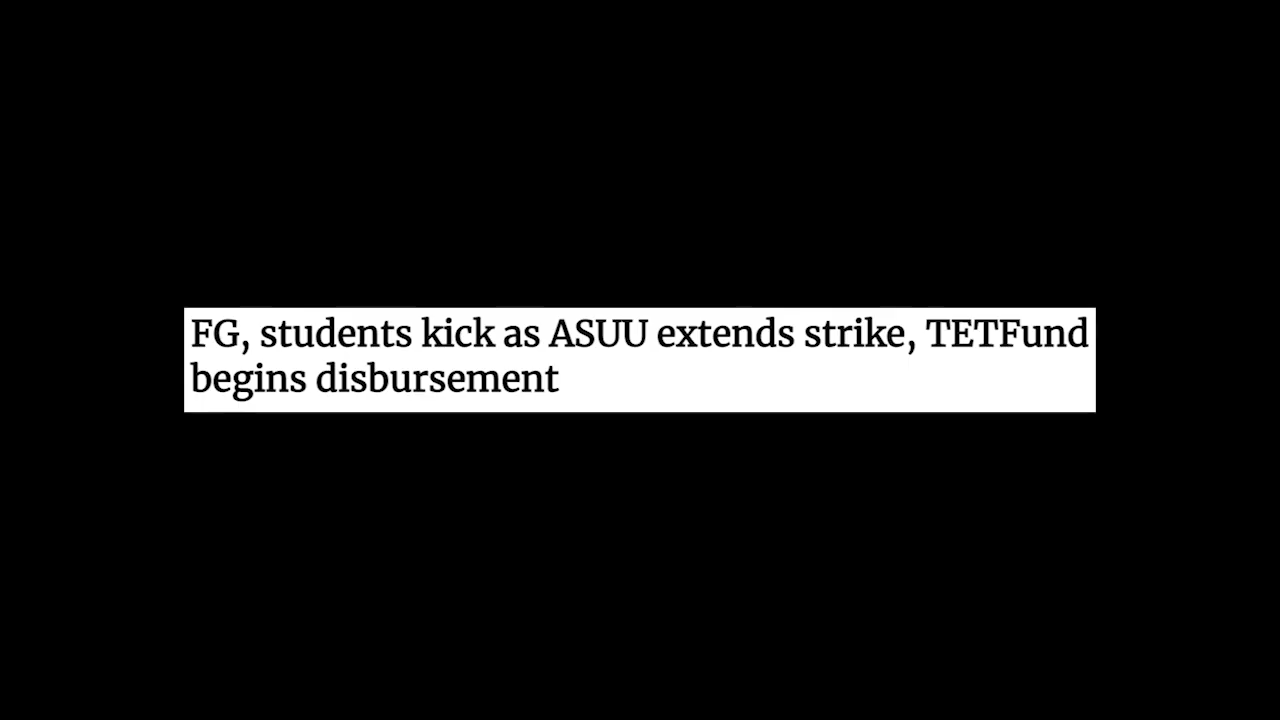 FG, students kick as ASUU extends strike, TETFund
begins disbursement